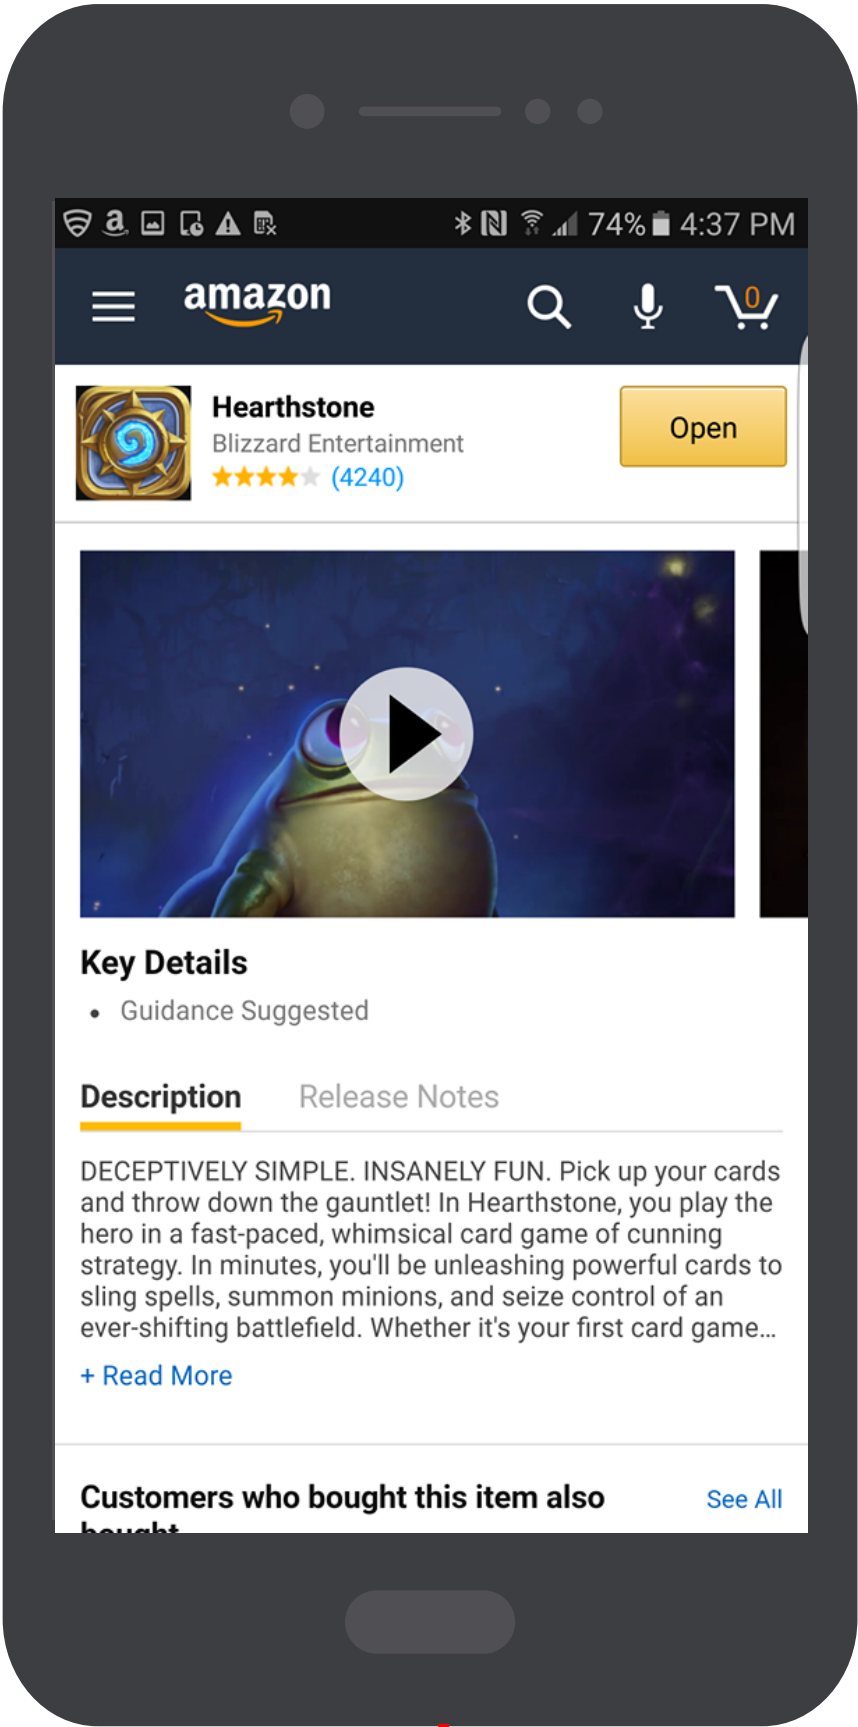 74% 4:37 PM
amazon
0
Hearthstone
Open
Blizzard Entertainment
(4240)
Key Details
• Guidance Suggested
Description Release Notes
DECEPTIVELY SIMPLE. INSANELY FUN. Pick up your cards
and throw down the gauntlet! In Hearthstone, you play the
hero in a fast-paced, whimsical card game of cunning
strategy. In minutes, you'll be unleashing powerful cards to
sling spells, summon minions, and seize control of an
ever-shifting battlefield. Whether it's your first card game...
+ Read More
Customers who bought this item also See All
bought